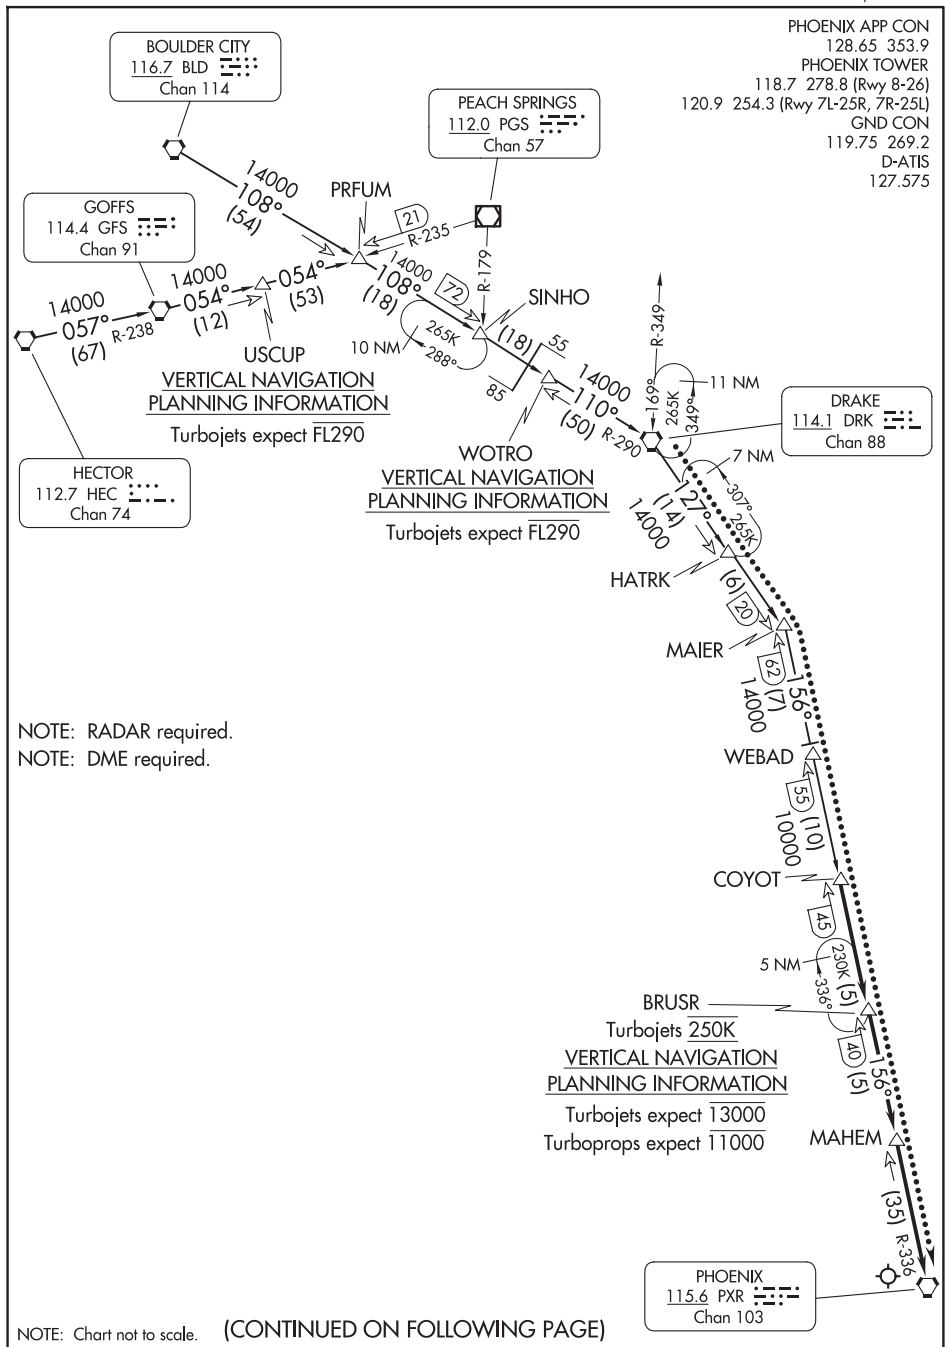 PHOENIX APP CON
128.65 353.9
PHOENIX TOWER
118.7 278.8 (Rwy 8-26)
120.9 254.3 (Rwy 7L-25R, 7R-25L)
GND CON
119.75 269.2
D-ATIS
127.575
BOULDER CITY
116.7 BLD
Chan 114
PEACH SPRINGS
112.0 PGS
Chan 57
GOFFS
114.4 GFS
Chan 91
14000
108°
(54)
PRFUM
21
R-235
R-179
14000
057°
(67)
R-238
14000
054°
(12)
054°
(53)
14000
108°
(18)
72
SINHO
10 NM
265K
288°
(18)
55
85
USCUP
VERTICAL NAVIGATION
PLANNING INFORMATION
Turbojets expect FL290
14000
110°
(50)
R-290
R-349
169°
265K
349°
11 NM
DRAKE
114.1 DRK
Chan 88
HECTOR
112.7 HEC
Chan 74
WOTRO
VERTICAL NAVIGATION
PLANNING INFORMATION
Turbojets expect FL290
7 NM
307°
265K
127°
(14)
14000
HATRK
(6)
20
MAIER
62
(7)
14000
156°
NOTE: RADAR required.
NOTE: DME required.
WEBAD
55
(10)
10000
COYOT
45
5 NM
230K
336°
(5)
BRUSR
Turbojets 250K
VERTICAL NAVIGATION
PLANNING INFORMATION
Turbojets expect 13000
Turboprops expect 11000
40
(5)
156°
MAHEM
(35)
R-336
PHOENIX
115.6 PXR
Chan 103
NOTE: Chart not to scale.
(CONTINUED ON FOLLOWING PAGE)